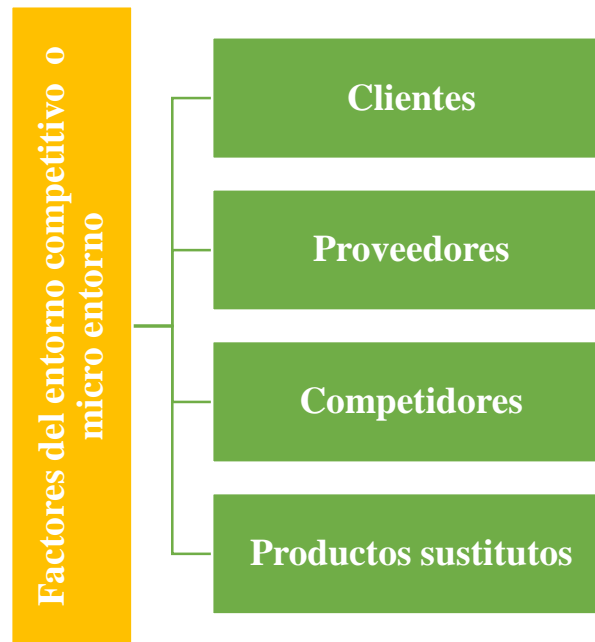 Factores del entorno competitivo o
micro entorno
Clientes
Proveedores
Competidores
Productos sustitutos